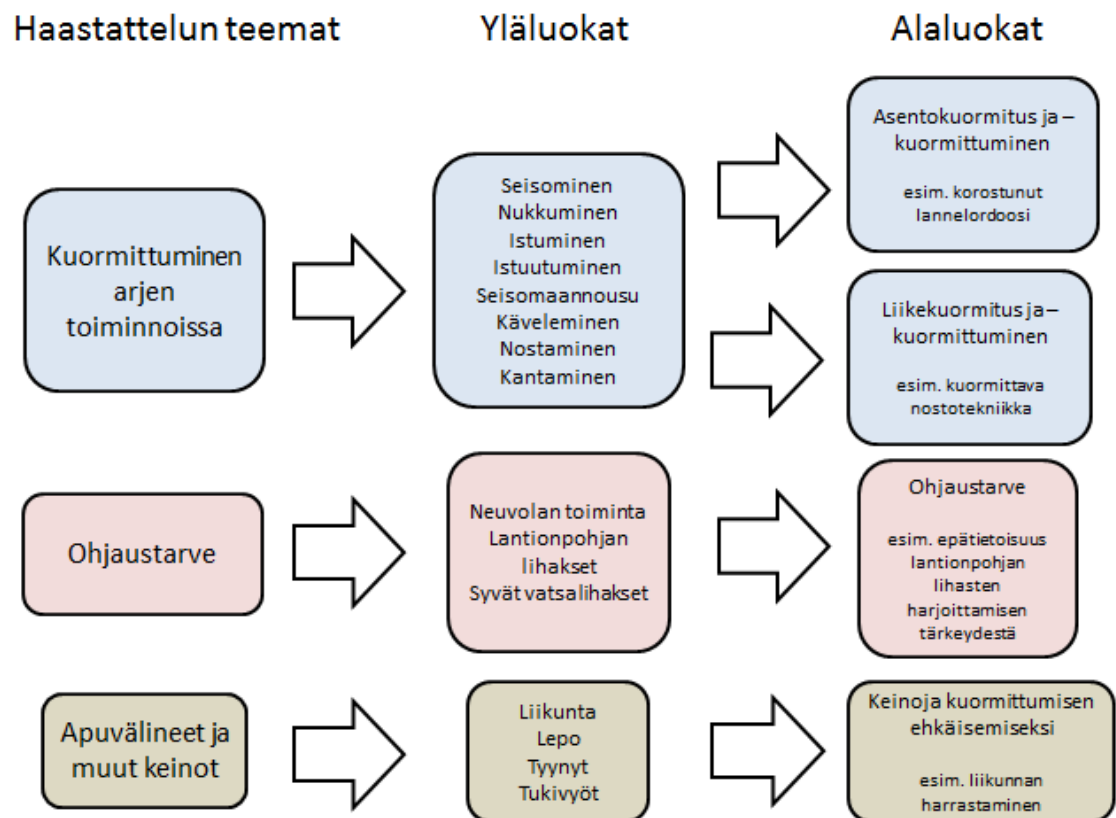 Haastattelun teemat
Yläluokat
Alaluokat
Kuormittuminen
arjen
toiminnoissa
Seisominen
Nukkuminen
Istuminen
Istuutuminen
Seisomaannousu
Käveleminen
Nostaminen
Kantaminen
Asentokuormitus ja –
kuormittuminen
esim. korostunut
lannelordoosi
Liikekuormitus ja–
kuormittuminen
esim. kuormittava
nostotekniikka
Ohjaustarve
Neuvolan toiminta
Lantionpohjan
lihakset
Syvät vatsalihakset
Ohjaustarve
esim. epätietoisuus
lantionpohjan
lihasten
harjoittamisen
tärkeydestä
Apuvälineet ja
muut keinot
Liikunta
Lepo
Tyynyt
Tukivyöt
Keinoja kuormittumisen
ehkäisemiseksi
esim. liikunnan
harrastaminen